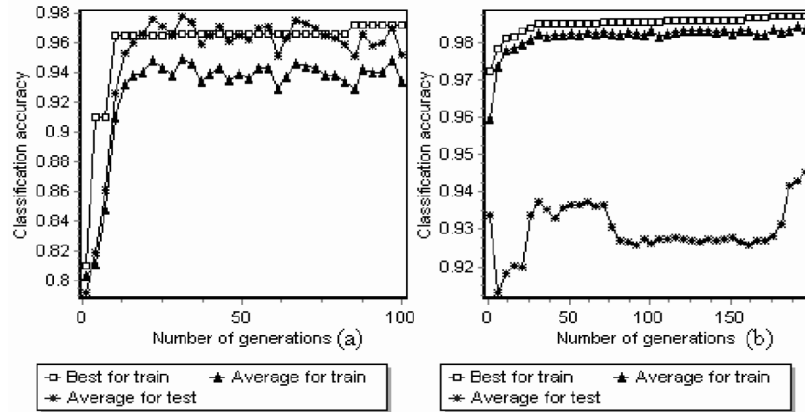 0.98
0.96
0.94
0.92
0.9
0.88
0.86
0.84
0.82
0.8
Classification accuracy
0 50 100
Number of generations (a)
Best for train Average for train
Average for test
0.98
0.97
0.96
0.95
0.94
0.93
0.92
Classification accuracy
0 50 100 150
Number of generations (b)
Best for train Average for train
Average for test